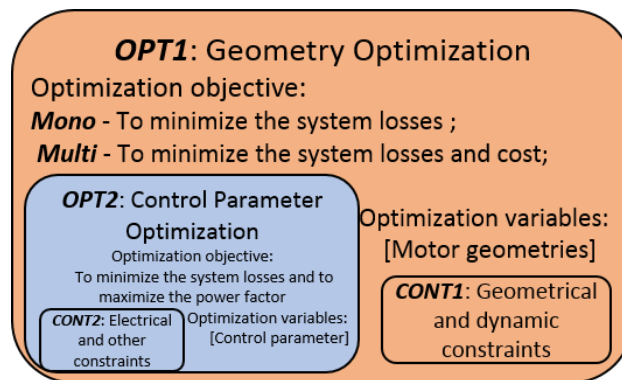 OPT1: Geometry Optimization
Optimization objective:
Mono - To minimize the system losses ;
Multi - To minimize the system losses and cost;
OPT2: Control Parameter
Optimization
Optimization objective:
To minimize the system losses and to
maximize the power factor
CONT2: Electrical
and other
constraints
Optimization variables:
[Control parameter]
Optimization variables:
[Motor geometries]
CONT1: Geometrical
and dynamic
constraints